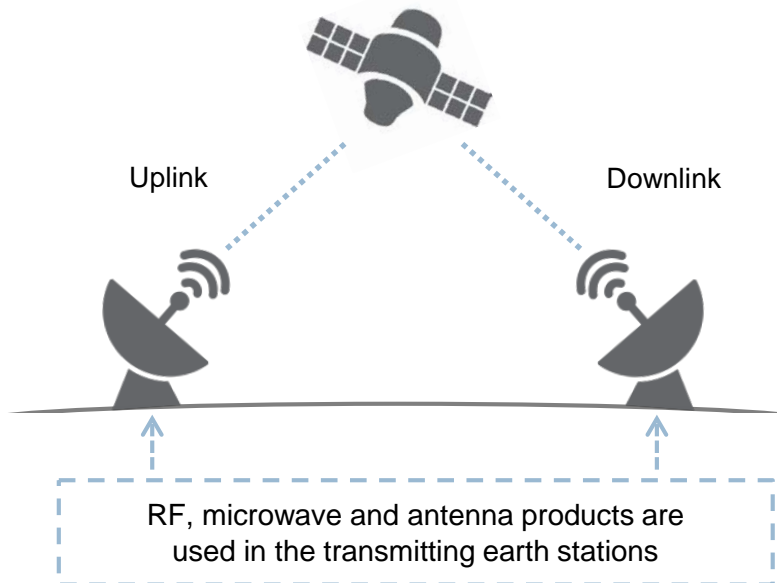 Uplink
Downlink
RF, microwave and antenna products are
used in the transmitting earth stations